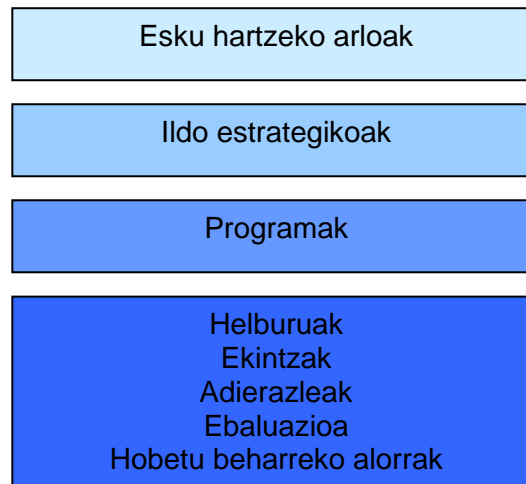 Esku hartzeko arloak
Ildo estrategikoak
Programak
Helburuak
Ekintzak
Adierazleak
Ebaluazioa
Hobetu beharreko alorrak